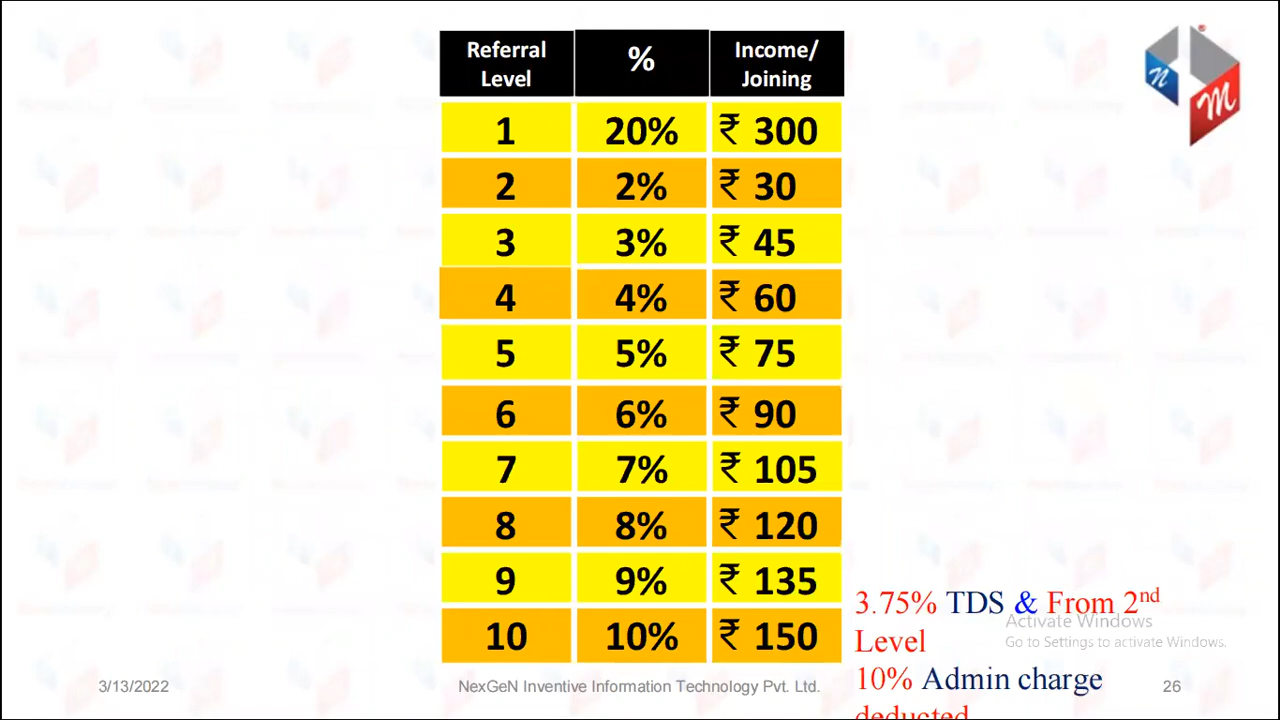 Referral Level % Income/ Joining
1 20% ₹ 300
2 2% ₹ 30
3 3% ₹ 45
4 4% ₹ 60
5 5% ₹ 75
6 6% ₹ 90
7 7% ₹ 105
8 8% ₹ 120
9 9% ₹ 135
10 10% ₹ 150
3.75% TDS & From 2nd
Level
10% Admin charge
deducted
Activate Windows
Go to Settings to activate Windows.
3/13/2022
NexGeN Inventive Information Technology Pvt. Ltd.
26
n
m